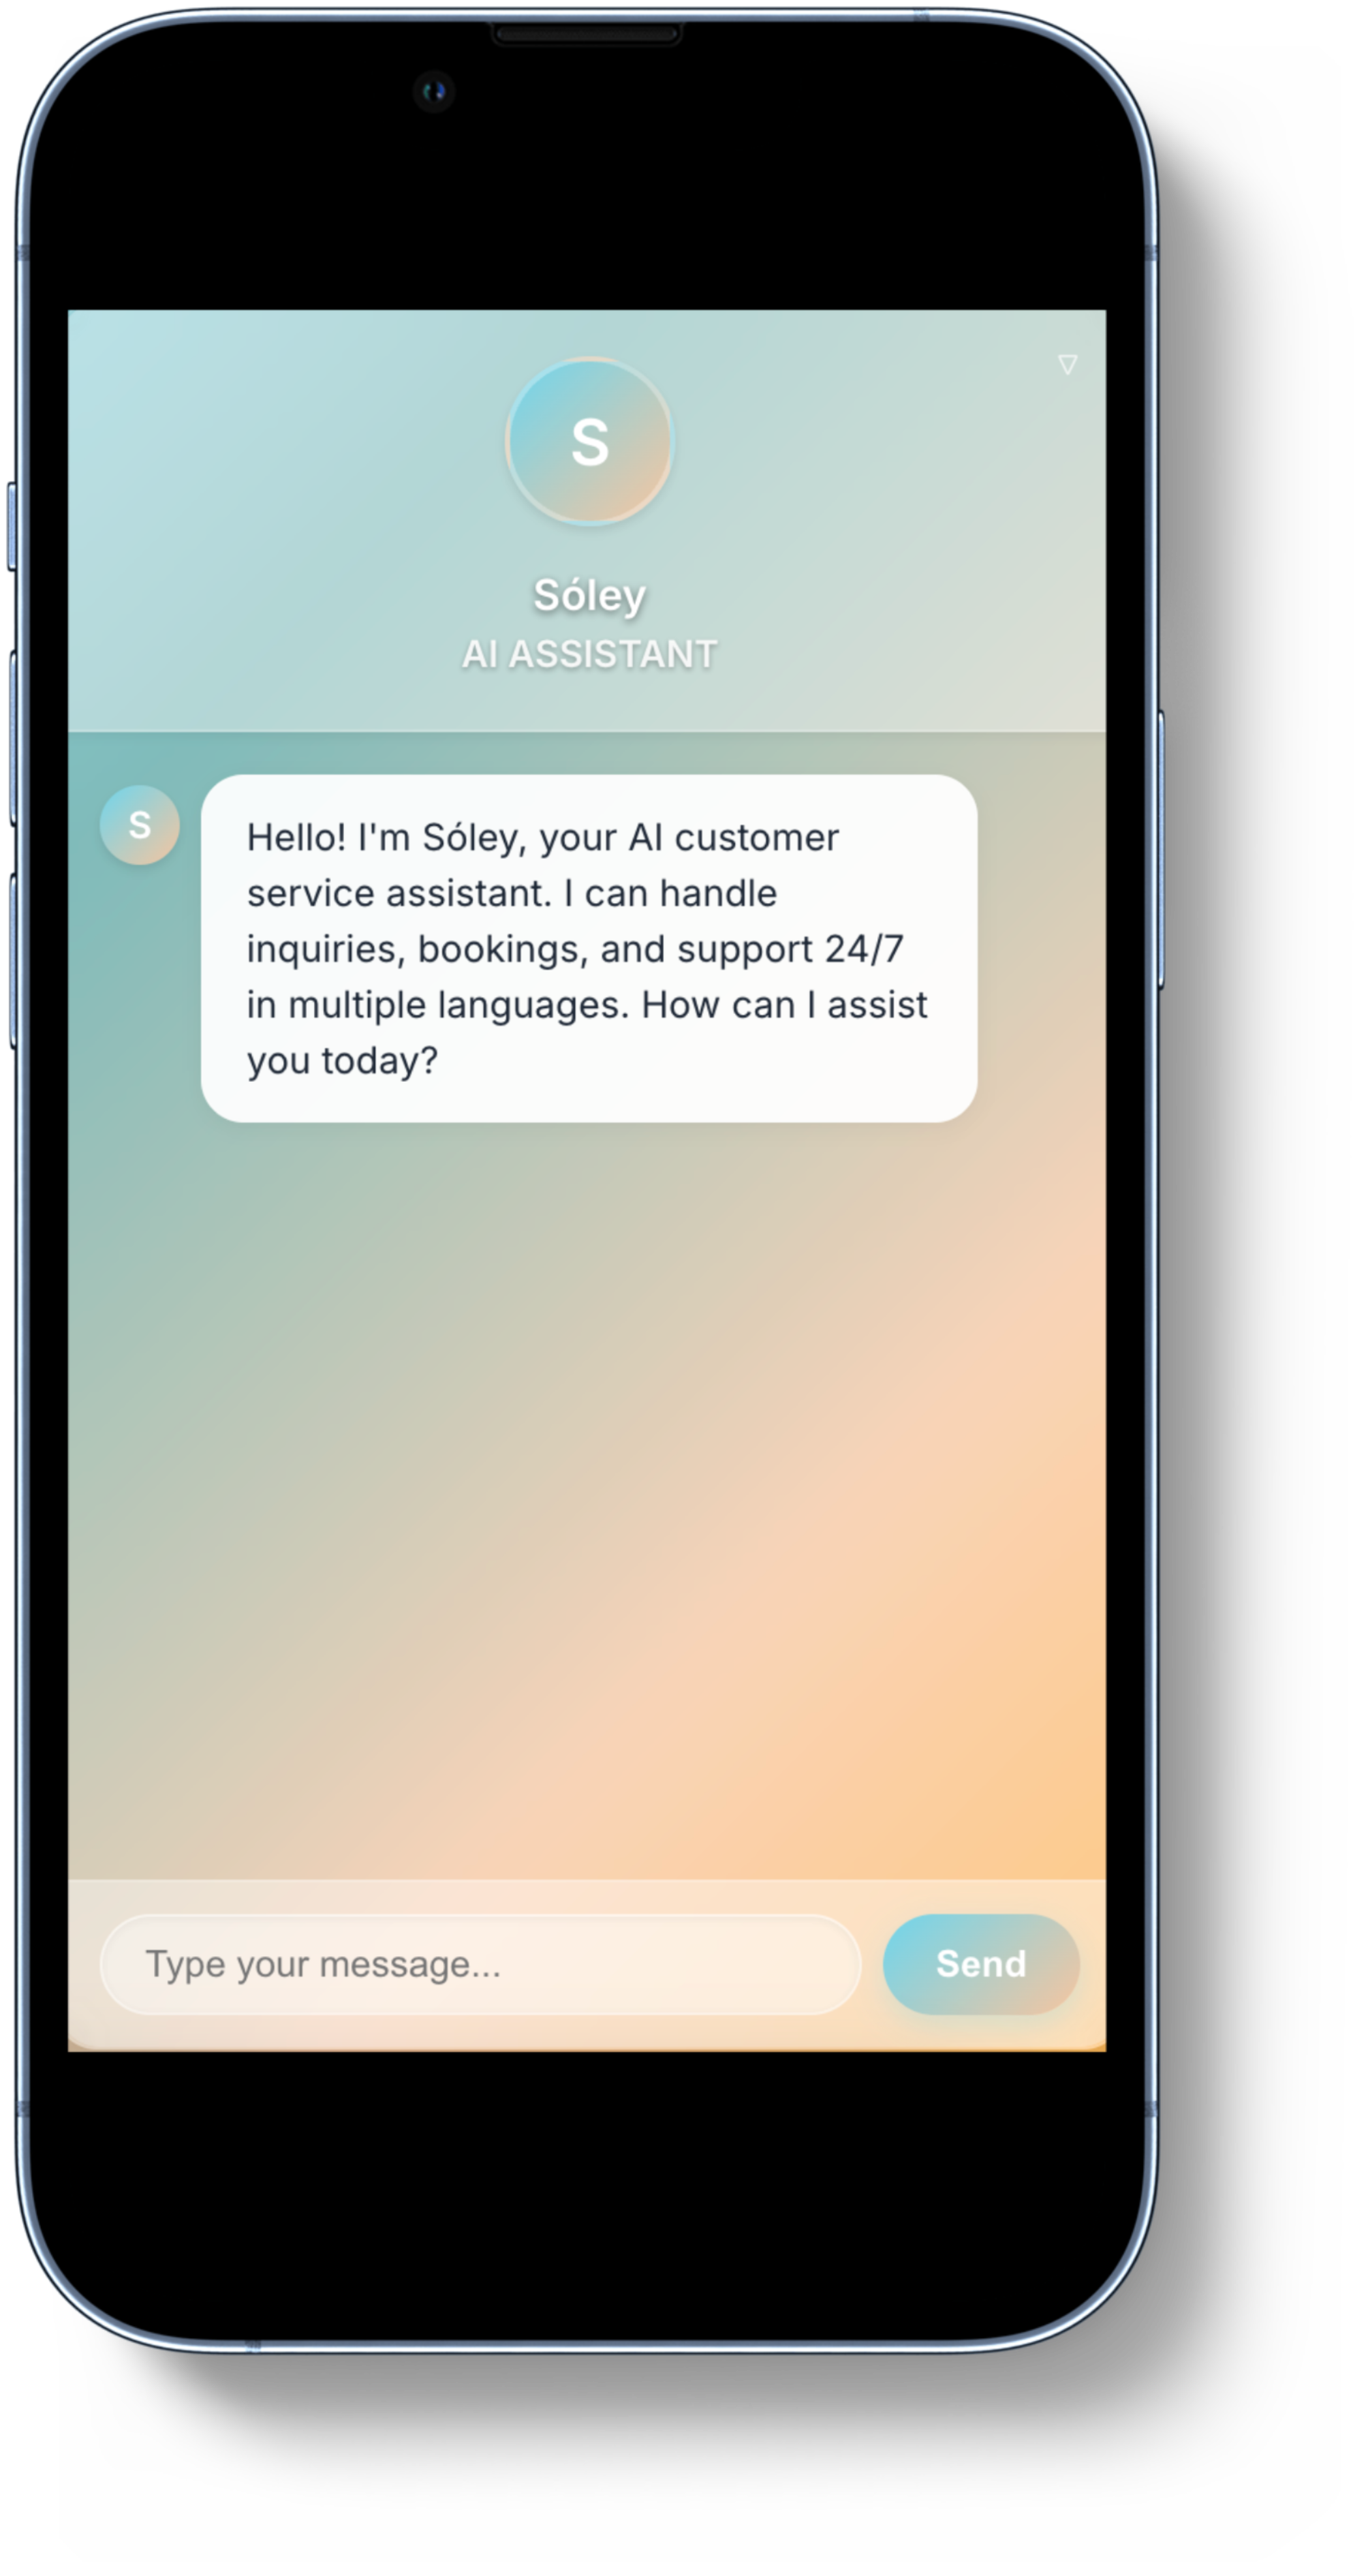 S
Sóley
AI ASSISTANT
S
Hello! I'm Sóley, your AI customer
service assistant. I can handle
inquiries, bookings, and support 24/7
in multiple languages. How can I assist
you today?
Type your message...
Send